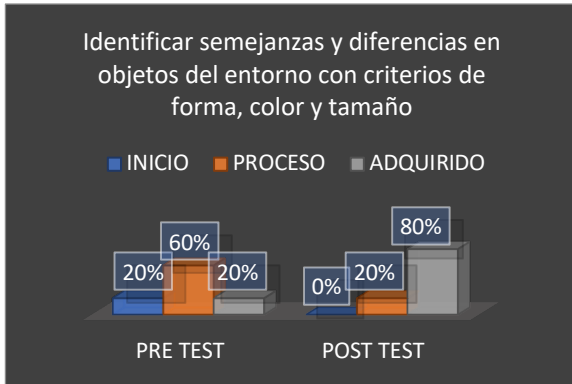 Identificar semejanzas y diferencias en
objetos del entorno con criterios de
forma, color y tamaño
INICIO PROCESO ADQUIRIDO
80%
60%
20% 20% 0% 20%
PRE TEST POST TEST